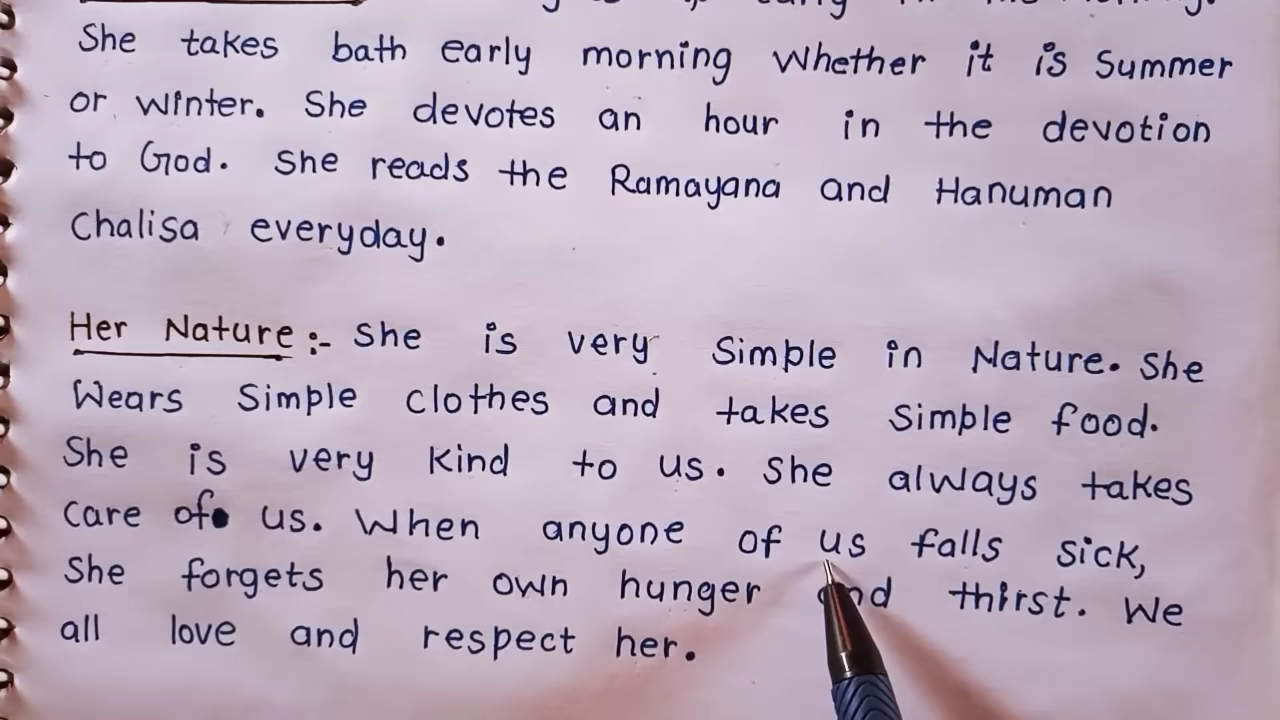 early
She takes bath early morning whether it is Summer
or winter. She devotes an hour in the devotion
to God. She reads the Ramayana and Hanuman
Chalisa everyday.
Her Nature :- She is very Simple in Nature. She
Wears Simple clothes and takes Simple food.
She is very Kind to us. She always takes
care of us. When anyone of us falls sick,
She forgets her own hunger and thirst. We
all love and respect her.